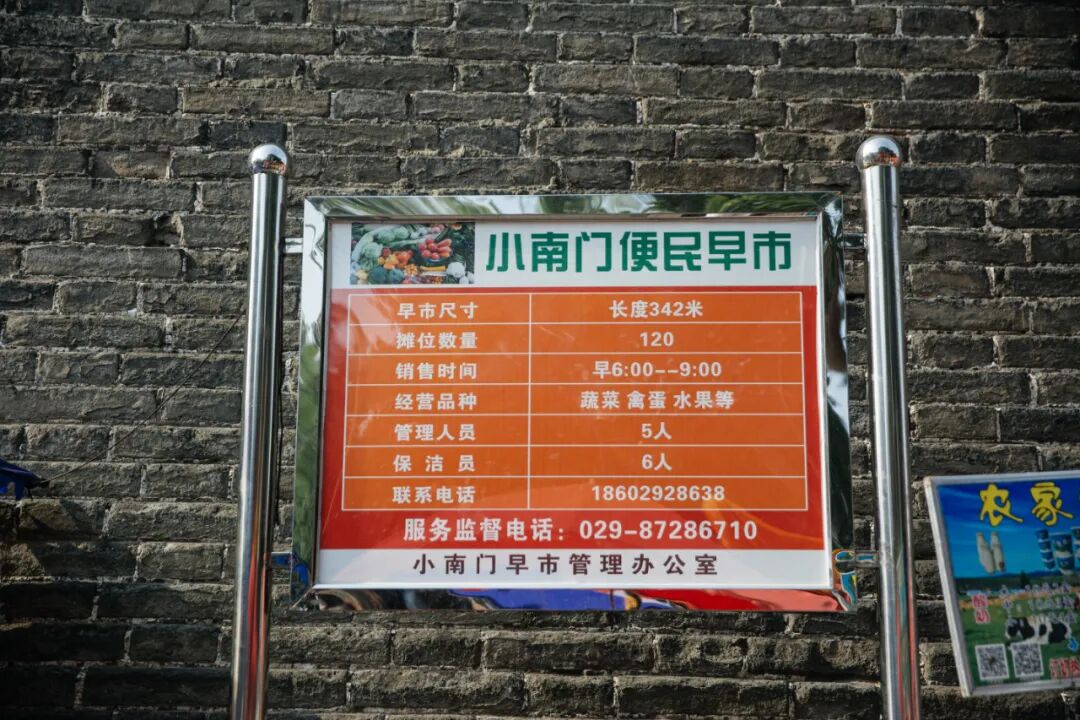 小南门便民早市
早市尺寸 长度342米
摊位数量 120
销售时间 早6:00--9:00
经营品种 蔬菜 禽蛋 水果等
管理人员 5人
保洁员 6人
联系电话 18602928638
服务监督电话：029-87286710
小南门早市管理办公室
农家